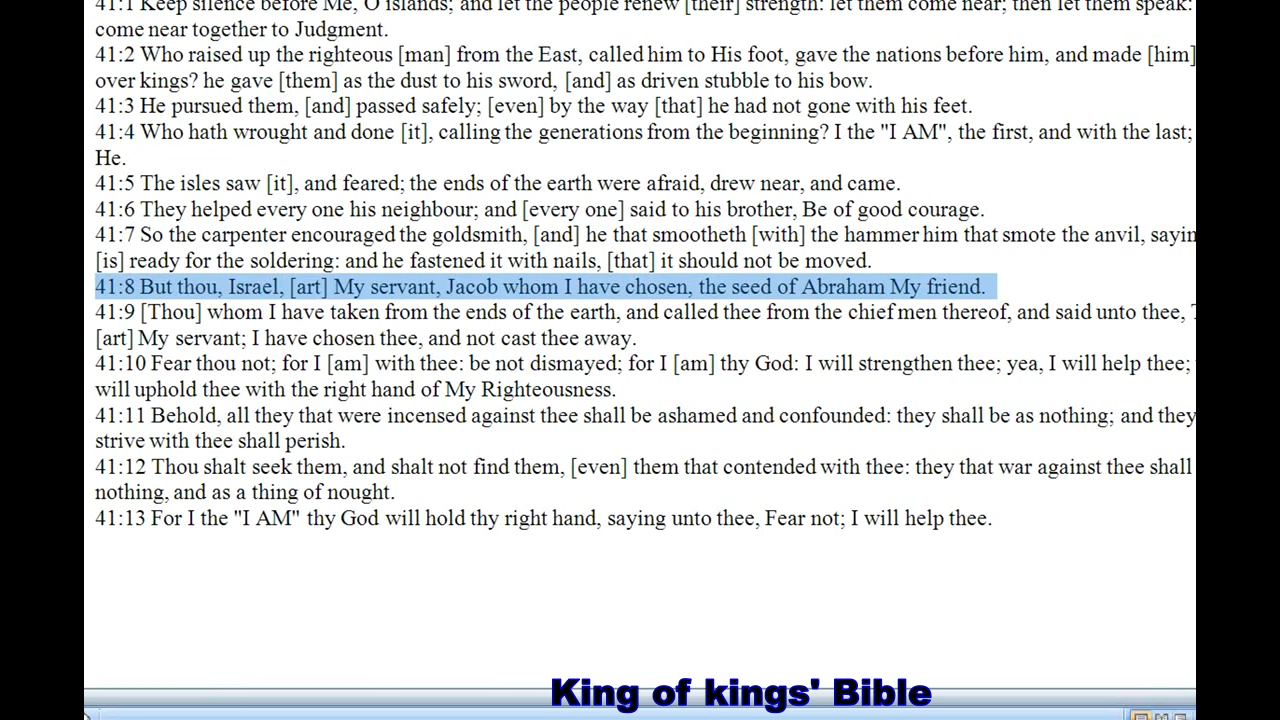 41:1 Keep silence before Me, O islands; and let the people renew [their] strength: let them come near; then let them speak:
come near together to Judgment.
41:2 Who raised up the righteous [man] from the East, called him to His foot, gave the nations before him, and made [him]
over kings? he gave [them] as the dust to his sword, [and] as driven stubble to his bow.
41:3 He pursued them, [and] passed safely; [even] by the way [that] he had not gone with his feet.
41:4 Who hath wrought and done [it], calling the generations from the beginning? I the "I AM", the first, and with the last;
He.
41:5 The isles saw [it], and feared; the ends of the earth were afraid, drew near, and came.
41:6 They helped every one his neighbour; and [every one] said to his brother, Be of good courage.
41:7 So the carpenter encouraged the goldsmith, [and] he that smootheth [with] the hammer him that smote the anvil, sayin
[is] ready for the soldering: and he fastened it with nails, [that] it should not be moved.
41:8 But thou, Israel, [art] My servant, Jacob whom I have chosen, the seed of Abraham My friend.
41:9 [Thou] whom I have taken from the ends of the earth, and called thee from the chief men thereof, and said unto thee,
[art] My servant; I have chosen thee, and not cast thee away.
41:10 Fear thou not; for I [am] with thee: be not dismayed; for I [am] thy God: I will strengthen thee; yea, I will help thee;
will uphold thee with the right hand of My Righteousness.
41:11 Behold, all they that were incensed against thee shall be ashamed and confounded: they shall be as nothing; and they
strive with thee shall perish.
41:12 Thou shalt seek them, and shalt not find them, [even] them that contended with thee: they that war against thee shall
nothing, and as a thing of nought.
41:13 For I the "I AM" thy God will hold thy right hand, saying unto thee, Fear not; I will help thee.
King of kings' Bible